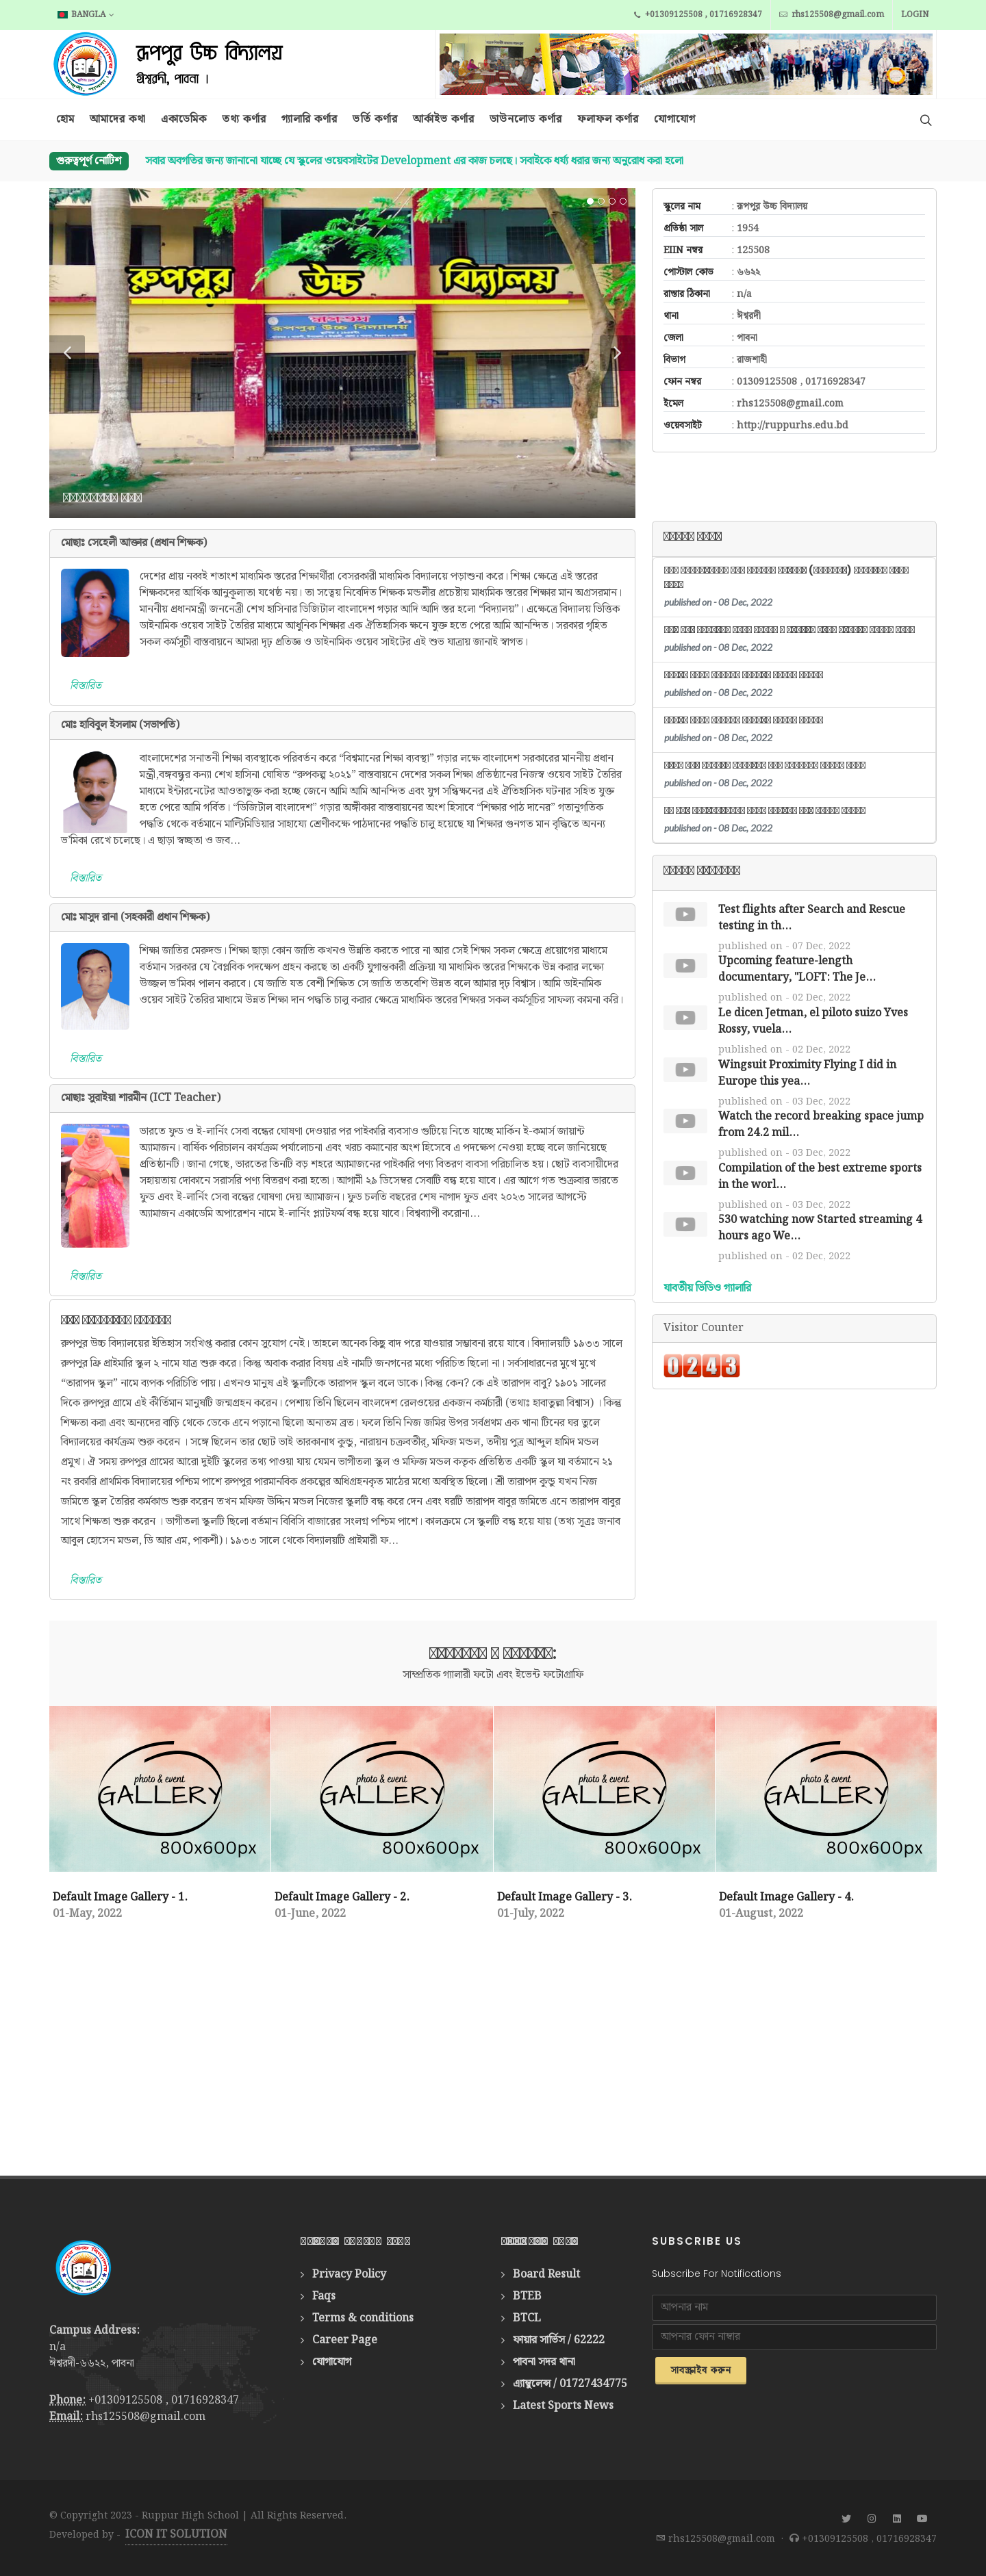 BANGLA
+01309125508 , 01716928347
rhs125508@gmail.com
LOGIN
রূপপুর উচ্চ বিদ্যালয়
ঈশ্বরদী, পাবনা ।
হোম আমাদের কথা একাডেমিক তথ্য কর্ণার গ্যালারি কর্ণার ভর্তি কর্ণার আর্কাইভ কর্ণার ডাউনলোড কর্ণার ফলাফল কর্ণার যোগাযোগ
গুরুত্বপূর্ণ নোটিশ
সবার অবগতির জন্য জানানো যাচ্ছে যে স্কুলের ওয়েবসাইটের Development এর কাজ চলছে। সবাইকে ধর্য্য ধরার জন্য অনুরোধ করা হলো
রূপপুর উচ্চ বিদ্যালয়
রূপপুর উচ্চ বিদ্যালয়
স্কুলের নাম : রূপপুর উচ্চ বিদ্যালয়
প্রতিষ্ঠা সাল : 1954
EIIN নম্বর : 125508
পোস্টাল কোড : ৬৬২২
রাস্তার ঠিকানা : n/a
থানা : ঈশ্বরদী
জেলা : পাবনা
বিভাগ : রাজশাহী
ফোন নম্বর : 01309125508 , 01716928347
ইমেল : rhs125508@gmail.com
ওয়েবসাইট : http://ruppurhs.edu.bd
মোছাঃ সেহেলী আক্তার (প্রধান শিক্ষক)
দেশের প্রায় নব্বই শতাংশ মাধ্যমিক স্তরের শিক্ষার্থীরা বেসরকারী মাধ্যমিক বিদ্যালয়ে পড়াশুনা করে। শিক্ষা ক্ষেত্রে এই স্তরের
শিক্ষকদের আর্থিক আনুকূল্যতা যথেষ্ঠ নয়। তা সত্বেয় নিবেদিত শিক্ষক মন্ডলীর প্রচেষ্টায় মাধ্যমিক স্তরের শিক্ষার মান অগ্রসরমান।
মাননীয় প্রধানমন্ত্রী জননেত্রী শেখ হাসিনার ডিজিটাল বাংলাদেশ গড়ার আদি আদি স্তর হলো “বিদ্যালয়”। এক্ষেত্রে বিদ্যালয় ভিত্তিক
ডাইনামিক ওয়েব সাইট তৈরির মাধ্যমে আধুনিক শিক্ষার এক ঐতিহাসিক ক্ষনে যুক্ত হতে পেরে আমি আনন্দিত। সরকার গৃহিত
সকল কর্মসূচী বাস্তবায়নে আমরা দৃঢ় প্রতিজ্ঞ ও ডাইনামিক ওয়েব সাইটের এই শুভ যাত্রায় জানাই স্বাগত।
বিস্তারিত
মোঃ হাবিবুল ইসলাম (সভাপতি)
বাংলাদেশের সনাতনী শিক্ষা ব্যবস্থাকে পরিবর্তন করে “বিশ্বমানের শিক্ষা ব্যবস্থা” গড়ার লক্ষে বাংলাদেশ সরকারের মাননীয় প্রধান
মন্ত্রী,বঙ্গবন্ধুর কন্যা শেখ হাসিনা ঘোষিত “রুপকল্প ২০২১” বাস্তবায়নে দেশের সকল শিক্ষা প্রতিষ্ঠানের নিজস্ব ওয়েব সাইট তৈরির
মাধ্যমে ইন্টারনেটের আওতাভুক্ত করা হচ্ছে জেনে আমি আমি আনন্দিত এবং যুগ সন্ধিক্ষনের এই ঐতিহাসিক ঘটনার সহিত যুক্ত
হতে পেরে আমি গর্বিত। “ডিজিটাল বাংলাদেশ” গড়ার অঙ্গীকার বাস্তবায়নের অংশ হিসাবে “শিক্ষার পাঠ দানের” গতানুগতিক
পদ্ধতি থেকে বর্তমানে মাল্টিমিডিয়ার সাহায্যে শ্রেণীকক্ষে পাঠদানের পদ্ধতি চালু হয়েছে যা শিক্ষার গুনগত মান বৃদ্ধিতে অনন্য
ভ’মিকা রেখে চলেছে। এ ছাড়া স্বচ্ছতা ও জব...
বিস্তারিত
মোঃ মাসুদ রানা (সহকারী প্রধান শিক্ষক)
শিক্ষা জাতির মেরুদন্ড। শিক্ষা ছাড়া কোন জাতি কখনও উন্নতি করতে পারে না আর সেই শিক্ষা সকল ক্ষেত্রে প্রয়োগের মাধ্যমে
বর্তমান সরকার যে বৈপ্লবিক পদক্ষেপ গ্রহন করছে তা একটি যুগান্তকারী প্রক্রিয়া যা মাধ্যমিক স্তরের শিক্ষাকে উন্ন করার লক্ষ্যে
উজ্জ্বল ভ’মিকা পালন করবে। যে জাতি যত বেশী শিক্ষিত সে জাতি ততবেশি উন্নত বলে আমার দৃঢ় বিশ্বাস। আমি ডাইনামিক
ওয়েব সাইট তৈরির মাধ্যমে উন্নত শিক্ষা দান পদ্ধতি চালু করার ক্ষেত্রে মাধ্যমিক স্তরের শিক্ষার সকল কর্মসূচির সাফল্য কামনা করি।
বিস্তারিত
মোছাঃ সুরাইয়া শারমীন (ICT Teacher)
ভারতে ফুড ও ই-লার্নিং সেবা বন্ধের ঘোষণা দেওয়ার পর পাইকারি ব্যবসাও গুটিয়ে নিতে যাচ্ছে মার্কিন ই-কমার্স জায়ান্ট
অ্যামাজন। বার্ষিক পরিচালন কার্যক্রম পর্যালোচনা এবং খরচ কমানোর অংশ হিসেবে এ পদক্ষেপ নেওয়া হচ্ছে বলে জানিয়েছে
প্রতিষ্ঠানটি। জানা গেছে, ভারতের তিনটি বড় শহরে অ্যামাজনের পাইকারি পণ্য বিতরণ ব্যবসা পরিচালিত হয়। ছোট ব্যবসায়ীদের
সহায়তায় দোকানে সরাসরি পণ্য বিতরণ করা হতো। আগামী ২৯ ডিসেম্বর সেবাটি বন্ধ হয়ে যাবে। এর আগে গত শুক্রবার ভারতে
ফুড এবং ই-লার্নিং সেবা বন্ধের ঘোষণা দেয় অ্যামাজন। ফুড চলতি বছরের শেষ নাগাদ ফুড এবং ২০২৩ সালের আগস্টে
অ্যামাজন একাডেমি অপারেশন নামে ই-লার্নিং প্ল্যাটফর্ম বন্ধ হয়ে যাবে। বিশ্বব্যাপী করোনা...
বিস্তারিত
রুপপুর উচ্চ বিদ্যালয়ের ইতিহাস সংখিপ্ত করার কোন সুযোগ নেই। তাহলে অনেক কিছু বাদ পরে যাওয়ার সম্ভাবনা রয়ে যাবে। বিদ্যালয়টি ১৯৩৩ সালে
রুপপুর ফ্রি প্রাইমারি স্কুল ২ নামে যাত্র শুরু করে। কিন্তু অবাক করার বিষয় এই নামটি জনগনের মধ্যে পরিচিত ছিলো না। সর্বসাধারনের মুখে মুখে
“তারাপদ স্কুল” নামে ব্যপক পরিচিতি পায়। এখনও মানুষ এই স্কুলটিকে তারাপদ স্কুল বলে ডাকে। কিন্তু কেন? কে এই তারাপদ বাবু? ১৯০১ সালের
দিকে রুপপুর গ্রামে এই কীর্তিমান মানুষটি জন্মগ্রহন করেন। পেশায় তিনি ছিলেন বাংলদেশ রেলওয়ের একজন কর্মচারী (তথ্যঃ হাবাতুল্লা বিশ্বাস) । কিন্তু
শিক্ষতা করা এবং অন্যদের বাড়ি থেকে ডেকে এনে পড়ানো ছিলো অন্যতম ব্রত। ফলে তিনি নিজ জমির উপর সর্বপ্রথম এক খানা টিনের ঘর তুলে
বিদ্যালয়ের কার্যক্রম শুরু করেন । সঙ্গে ছিলেন তার ছোট ভাই তারকানাথ কুন্ডু, নারায়ন চক্রবর্তীর্, মফিজ মন্ডল, তদীয় পুত্র আব্দুল হামিদ মন্ডল
প্রমুখ। ঐ সময় রুপপুর গ্রামের আরো দুইটি স্কুলের তথ্য পাওয়া যায় যেমন ভাগীতলা স্কুল ও মফিজ মন্ডল কতৃক প্রতিষ্ঠিত একটি স্কুল যা বর্তমানে ২১
নং রকারি প্রাথমিক বিদ্যালয়ের পশ্চিম পাশে রুপপুর পারমানবিক প্রকল্পের অধিগ্রহনকৃত মাঠের মধ্যে অবস্থিত ছিলো। শ্রী তারাপদ কুন্ডু যখন নিজ
জমিতে স্কুল তৈরির কর্মকান্ড শুরু করেন তখন মফিজ উদ্দিন মন্ডল নিজের স্কুলটি বন্ধ করে দেন এবং ঘরটি তারাপদ বাবুর জমিতে এনে তারাপদ বাবুর
সাথে শিক্ষতা শুরু করেন । ভাগীতলা স্কুলটি ছিলো বর্তমান বিবিসি বাজারের সংলগ্ন পশ্চিম পাশে। কালক্রমে সে স্কুলটি বন্ধ হয়ে যায় (তথ্য সূত্রঃ জনাব
আবুল হোসেন মন্ডল, ডি আর এম, পাকশী)। ১৯৩৩ সালে থেকে বিদ্যালয়টি প্রাইমারী ফ...
বিস্তারিত
published on - 08 Dec, 2022
published on - 08 Dec, 2022
published on - 08 Dec, 2022
published on - 08 Dec, 2022
published on - 08 Dec, 2022
published on - 08 Dec, 2022
Test flights after Search and Rescue
testing in th...
published on - 07 Dec, 2022
Upcoming feature-length
documentary, "LOFT: The Je...
published on - 02 Dec, 2022
Le dicen Jetman, el piloto suizo Yves
Rossy, vuela...
published on - 02 Dec, 2022
Wingsuit Proximity Flying I did in
Europe this yea...
published on - 03 Dec, 2022
Watch the record breaking space jump
from 24.2 mil...
published on - 03 Dec, 2022
Compilation of the best extreme sports
in the worl...
published on - 03 Dec, 2022
530 watching now Started streaming 4
hours ago We...
published on - 02 Dec, 2022
যাবতীয় ভিডিও গ্যালারি
Visitor Counter
0243
সাম্প্রতিক গ্যালারী ফটো এবং ইভেন্ট ফটোগ্রাফি
photo & event
GALLERY
800x600px
photo & event
GALLERY
800x600px
photo & event
GALLERY
800x600px
photo & event
GALLERY
800x600px
Default Image Gallery - 1.
01-May, 2022
Default Image Gallery - 2.
01-June, 2022
Default Image Gallery - 3.
01-July, 2022
Default Image Gallery - 4.
01-August, 2022
Campus Address:
n/a
ঈশ্বরদী-৬৬২২, পাবনা
Phone: +01309125508 , 01716928347
Email: rhs125508@gmail.com
Privacy Policy
Faqs
Terms & conditions
Career Page
যোগাযোগ
Board Result
BTEB
BTCL
ফায়ার সার্ভিস / 62222
পাবনা সদর থানা
এ্যাম্বুলেন্স / 01727434775
Latest Sports News
SUBSCRIBE US
Subscribe For Notifications
আপনার নাম
আপনার ফোন নাম্বার
সাবস্ক্রাইব করুন
© Copyright 2023 - Ruppur High School | All Rights Reserved.
Developed by - ICON IT SOLUTION
rhs125508@gmail.com · +01309125508 , 01716928347